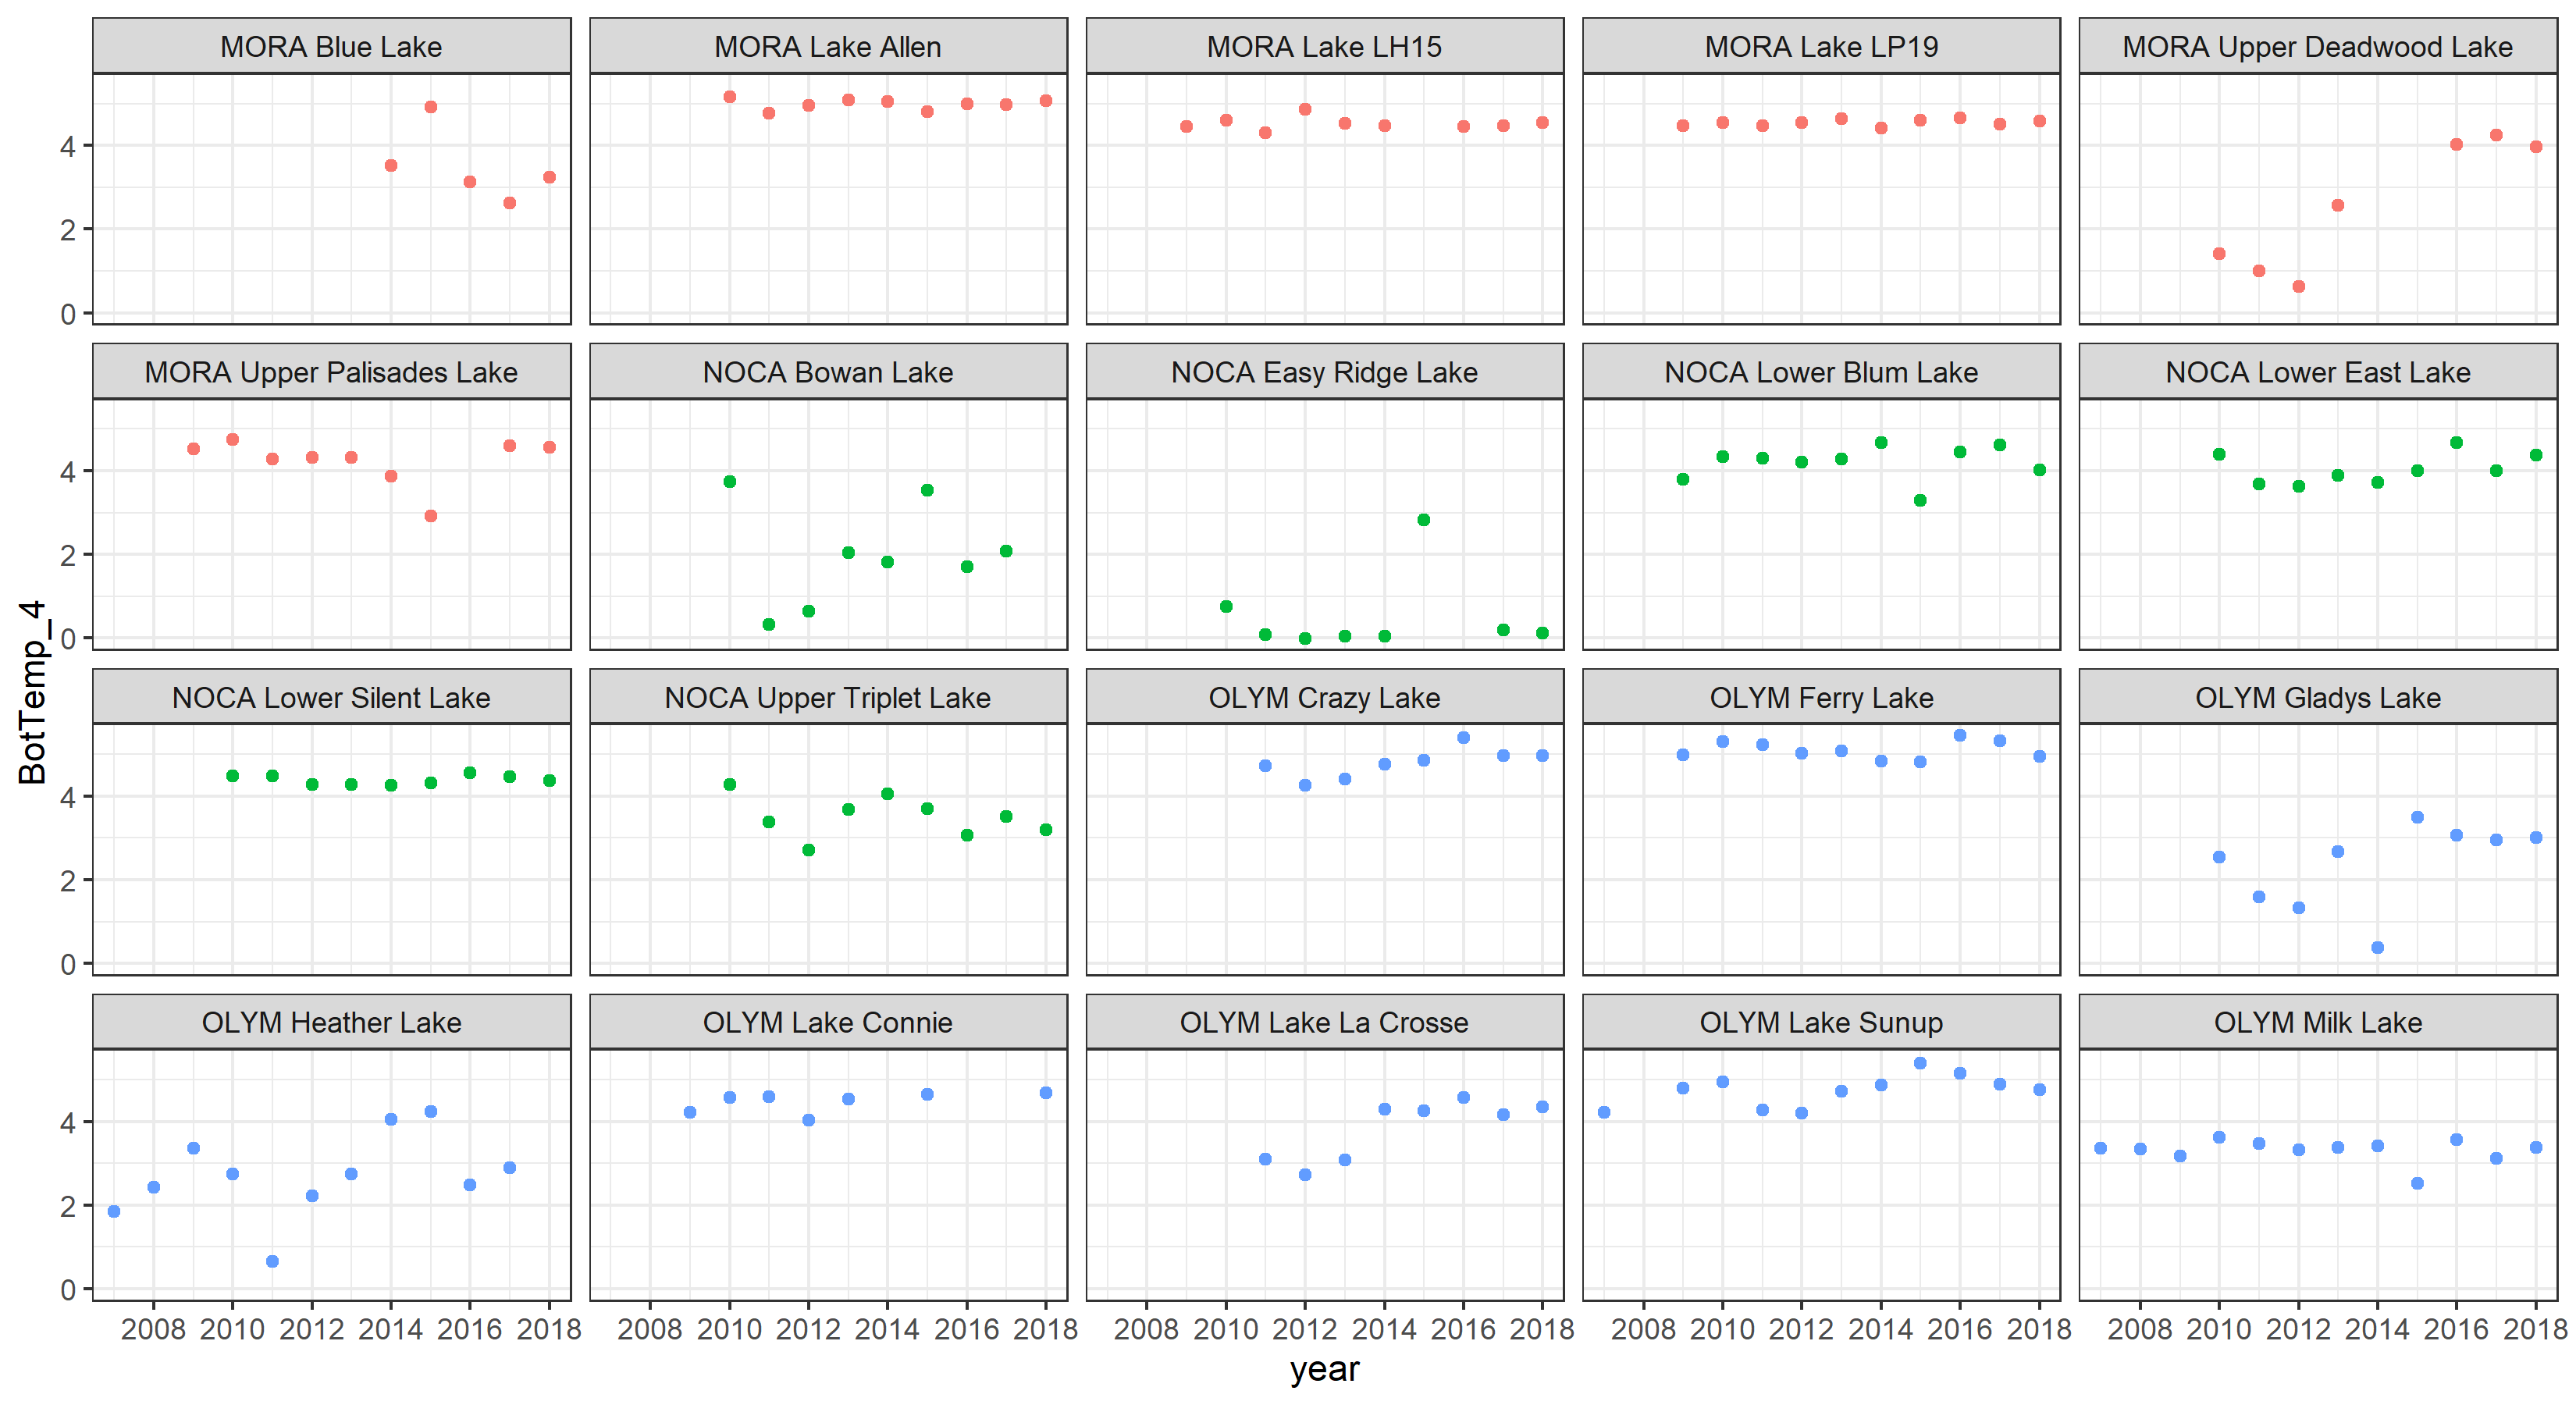 MORA Blue Lake MORA Lake Allen MORA Lake LH15 MORA Lake LP19 MORA Upper Deadwood Lake
4
2
0
MORA Upper Palisades Lake NOCA Bowan Lake NOCA Easy Ridge Lake NOCA Lower Blum Lake NOCA Lower East Lake
4
2
0
BotTemp_4
NOCA Lower Silent Lake NOCA Upper Triplet Lake OLYM Crazy Lake OLYM Ferry Lake OLYM Gladys Lake
4
2
0
OLYM Heather Lake OLYM Lake Connie OLYM Lake La Crosse OLYM Lake Sunup OLYM Milk Lake
4
2
0
2008 2010 2012 2014 2016 2018 2008 2010 2012 2014 2016 2018 2008 2010 2012 2014 2016 2018 2008 2010 2012 2014 2016 2018 2008 2010 2012 2014 2016 2018
year